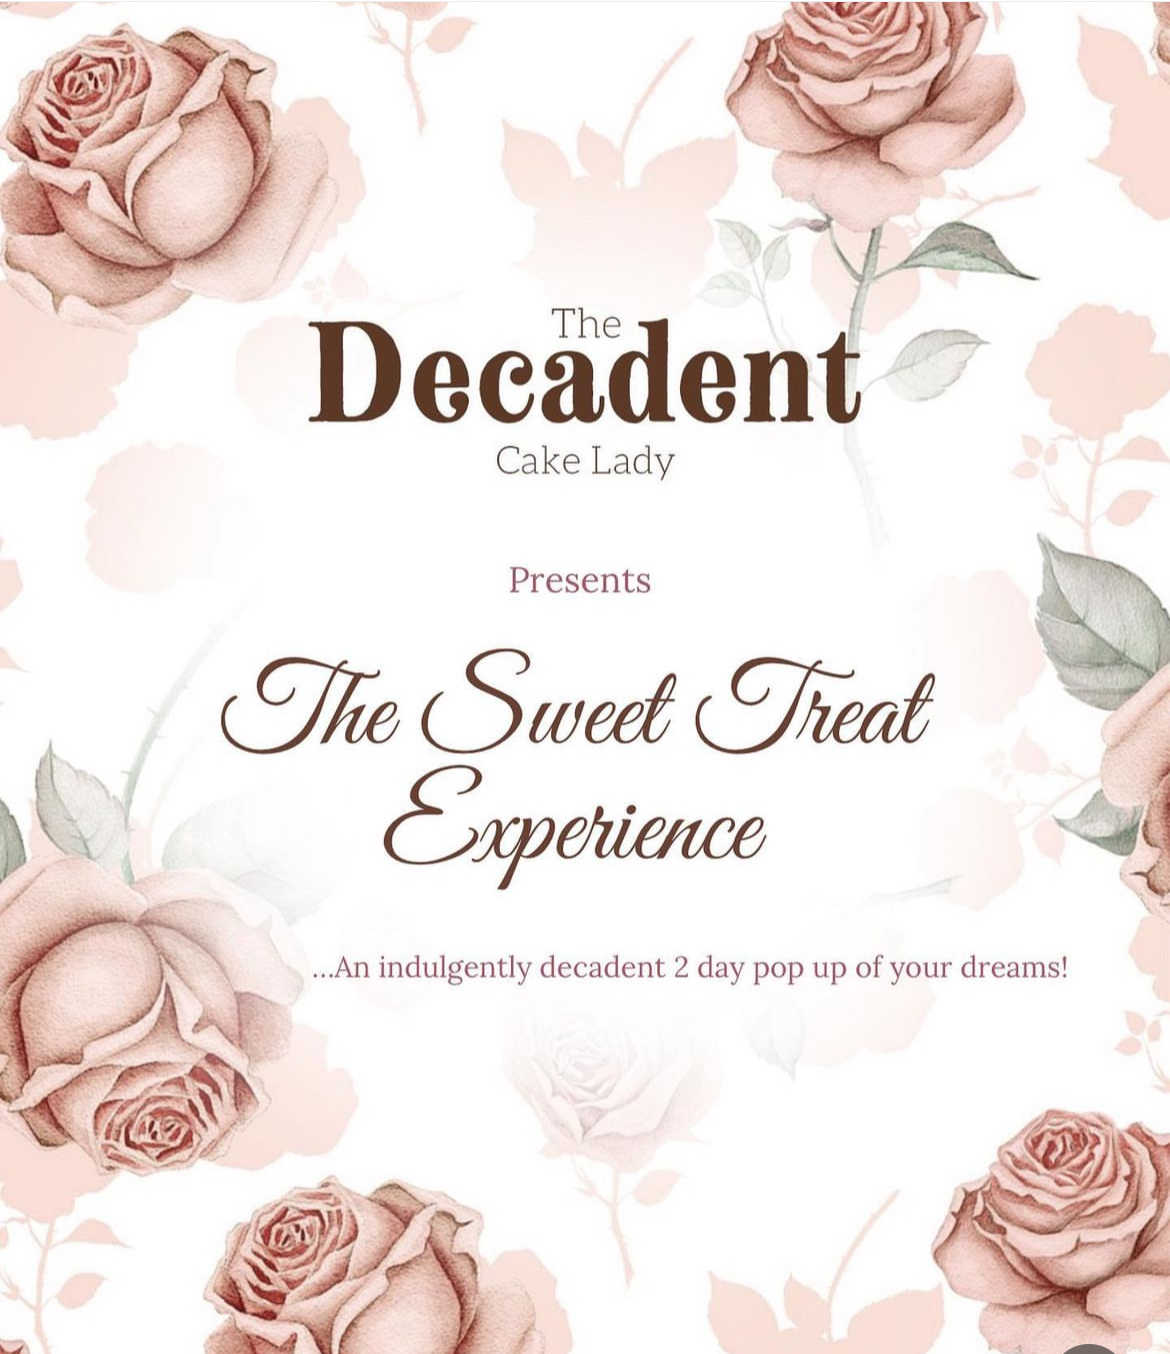 The
Decadent
Cake Lady
Presents
The Sweet Treat
Experience
...An indulgently decadent 2 day pop up of your dreams!